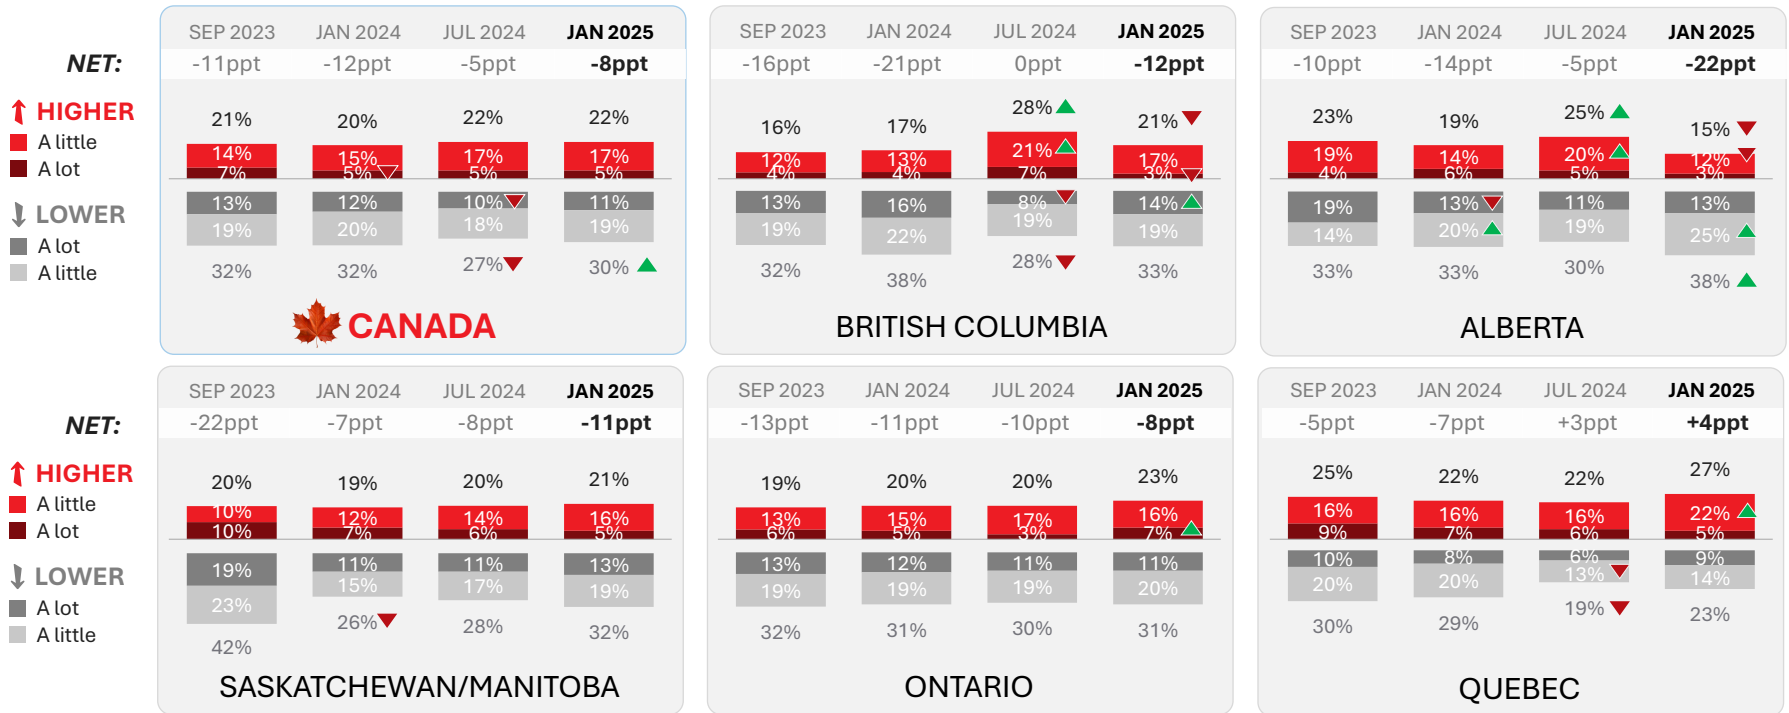 SEP 2023 JAN 2024 JUL 2024 JAN 2025
NET: -11ppt -12ppt -5ppt -8ppt
HIGHER
A little
A lot
LOWER
A lot
A little
21% 20% 22% 22%
14% 15% 17% 17%
7% 5% 5% 5%
13% 12% 10% 11%
19% 20% 18% 19%
32% 32% 27% 30%
CANADA
SEP 2023 JAN 2024 JUL 2024 JAN 2025
-16ppt -21ppt 0ppt -12ppt
16% 17% 28% 21%
12% 13% 21% 17%
4% 4% 7% 3%
13% 16% 8% 14%
19% 22% 19% 19%
32% 38% 28% 33%
BRITISH COLUMBIA
SEP 2023 JAN 2024 JUL 2024 JAN 2025
-10ppt -14ppt -5ppt -22ppt
23% 19% 25% 15%
19% 14% 20% 12%
4% 6% 5% 3%
19% 13% 11% 13%
14% 20% 19% 25%
33% 33% 30% 38%
ALBERTA
SEP 2023 JAN 2024 JUL 2024 JAN 2025
NET: -22ppt -7ppt -8ppt -11ppt
HIGHER
A little
A lot
LOWER
A lot
A little
20% 19% 20% 21%
10% 12% 14% 16%
10% 7% 6% 5%
19% 11% 11% 13%
23% 15% 17% 19%
42% 26% 28% 32%
SASKATCHEWAN/MANITOBA
SEP 2023 JAN 2024 JUL 2024 JAN 2025
-13ppt -11ppt -10ppt -8ppt
19% 20% 20% 23%
13% 15% 17% 16%
6% 5% 3% 7%
13% 12% 11% 11%
19% 19% 19% 20%
32% 31% 30% 31%
ONTARIO
SEP 2023 JAN 2024 JUL 2024 JAN 2025
-5ppt -7ppt +3ppt +4ppt
25% 22% 22% 27%
16% 16% 16% 22%
9% 7% 6% 5%
10% 8% 6% 9%
20% 20% 13% 14%
30% 29% 19% 23%
QUEBEC